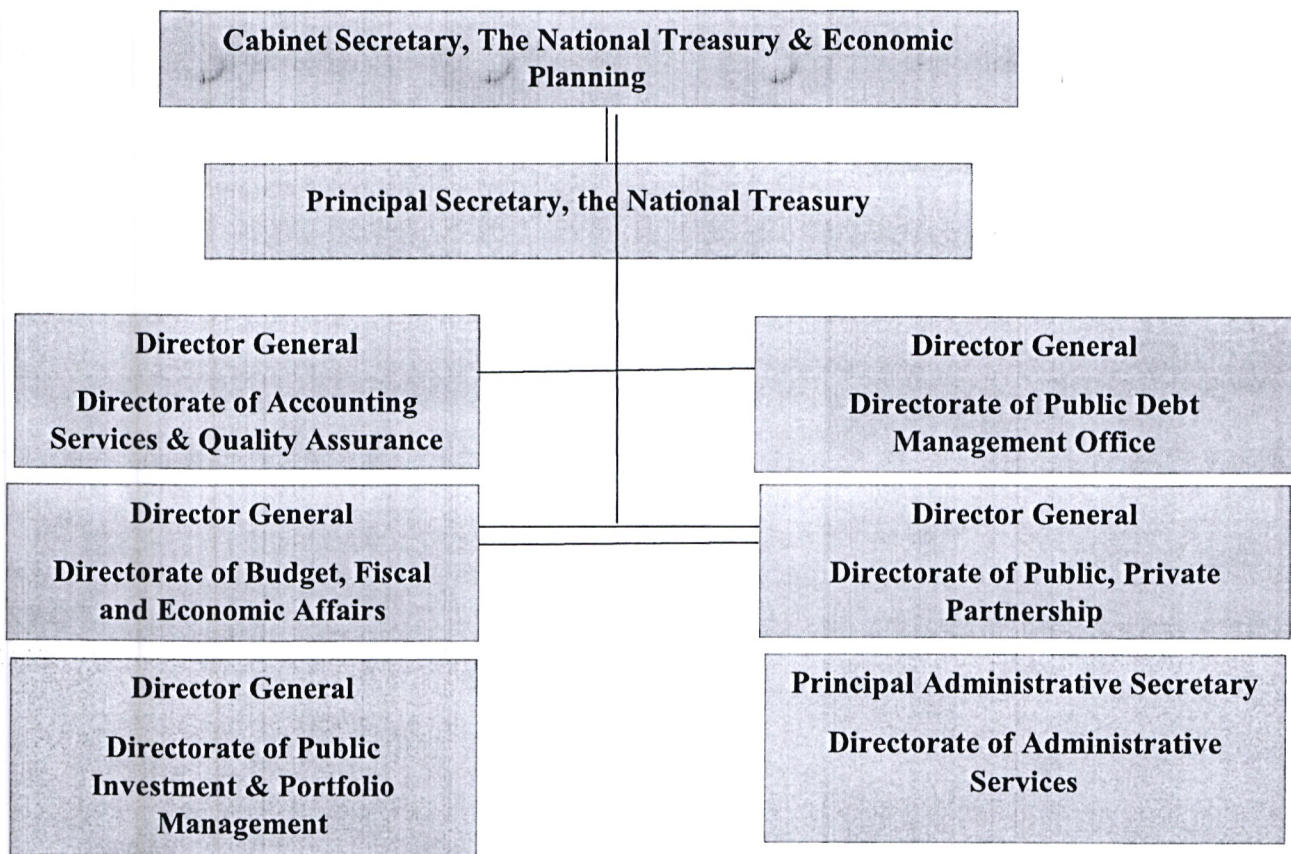 Cabinet Secretary, The National Treasury & Economic
Planning
Principal Secretary, the National Treasury
Director General
Directorate of Accounting
Services & Quality Assurance
Director General
Directorate of Public Debt
Management Office
Director General
Directorate of Budget, Fiscal
and Economic Affairs
Director General
Directorate of Public, Private
Partnership
Director General
Directorate of Public
Investment & Portfolio
Management
Principal Administrative Secretary
Directorate of Administrative
Services